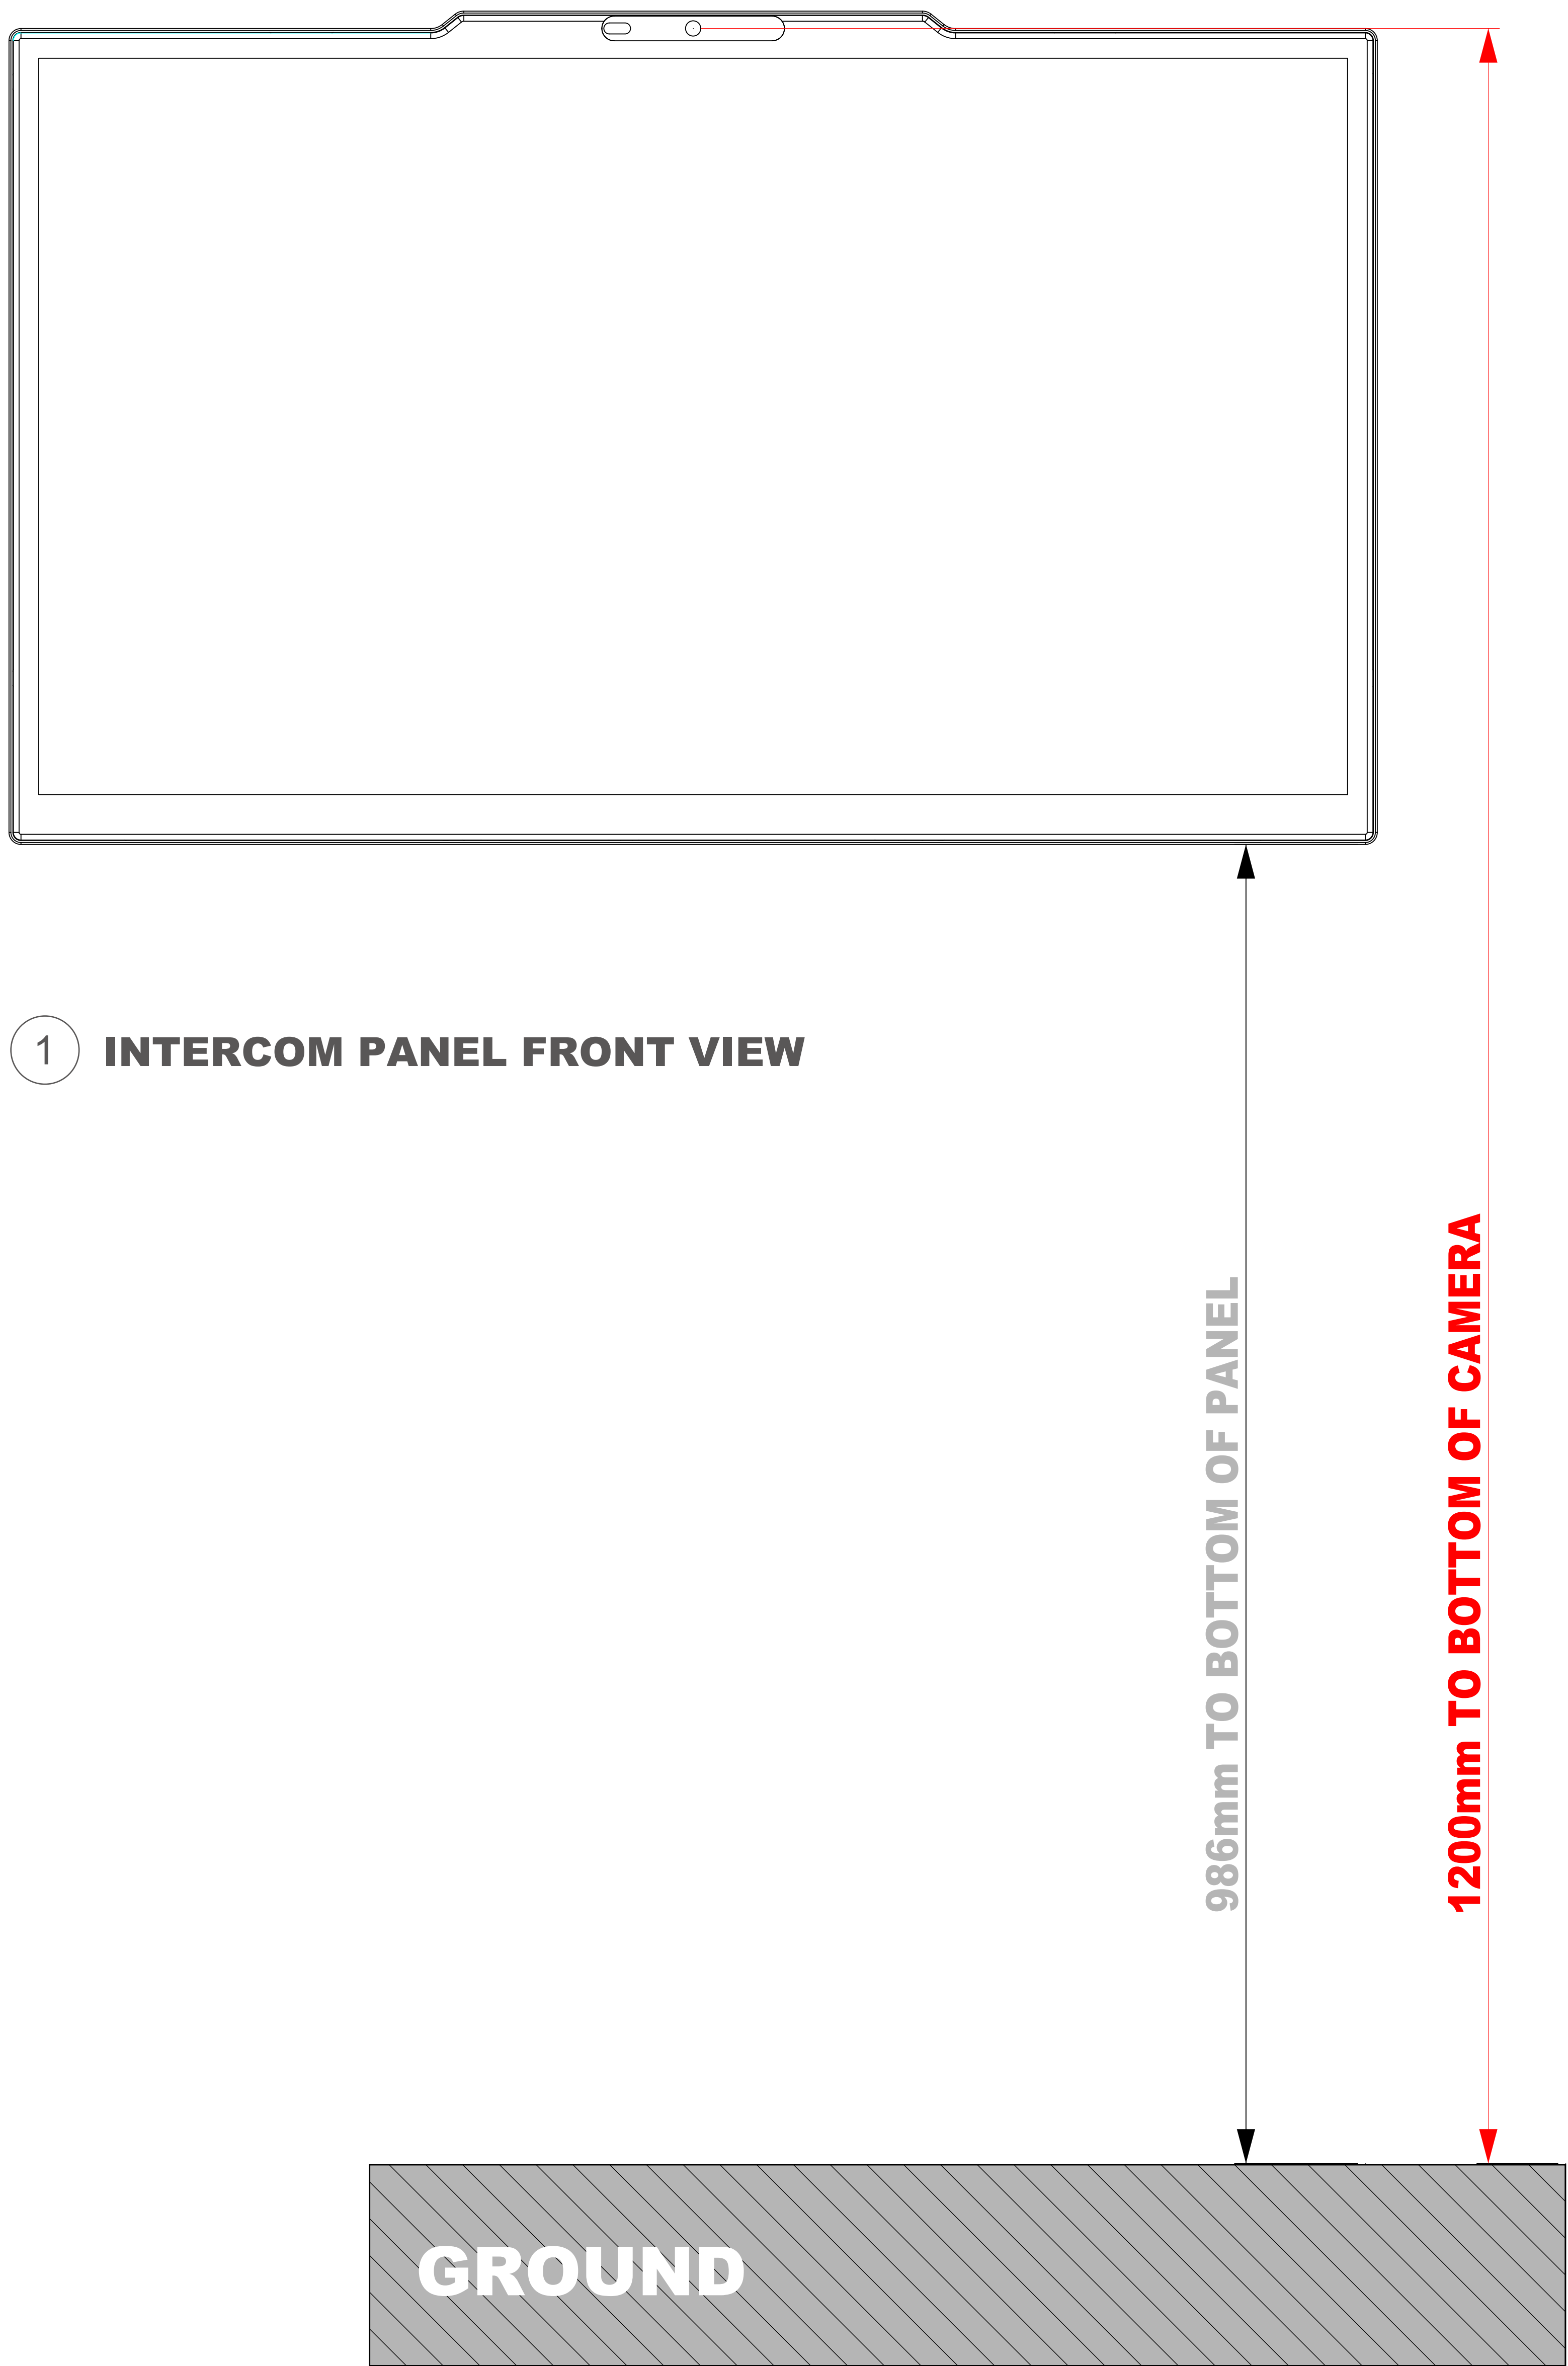 1 INTERCOM PANEL FRONT VIEW
986mm TO BOTTOM OF PANEL
1200mm TO BOTTOM OF CAMERA
GROUND